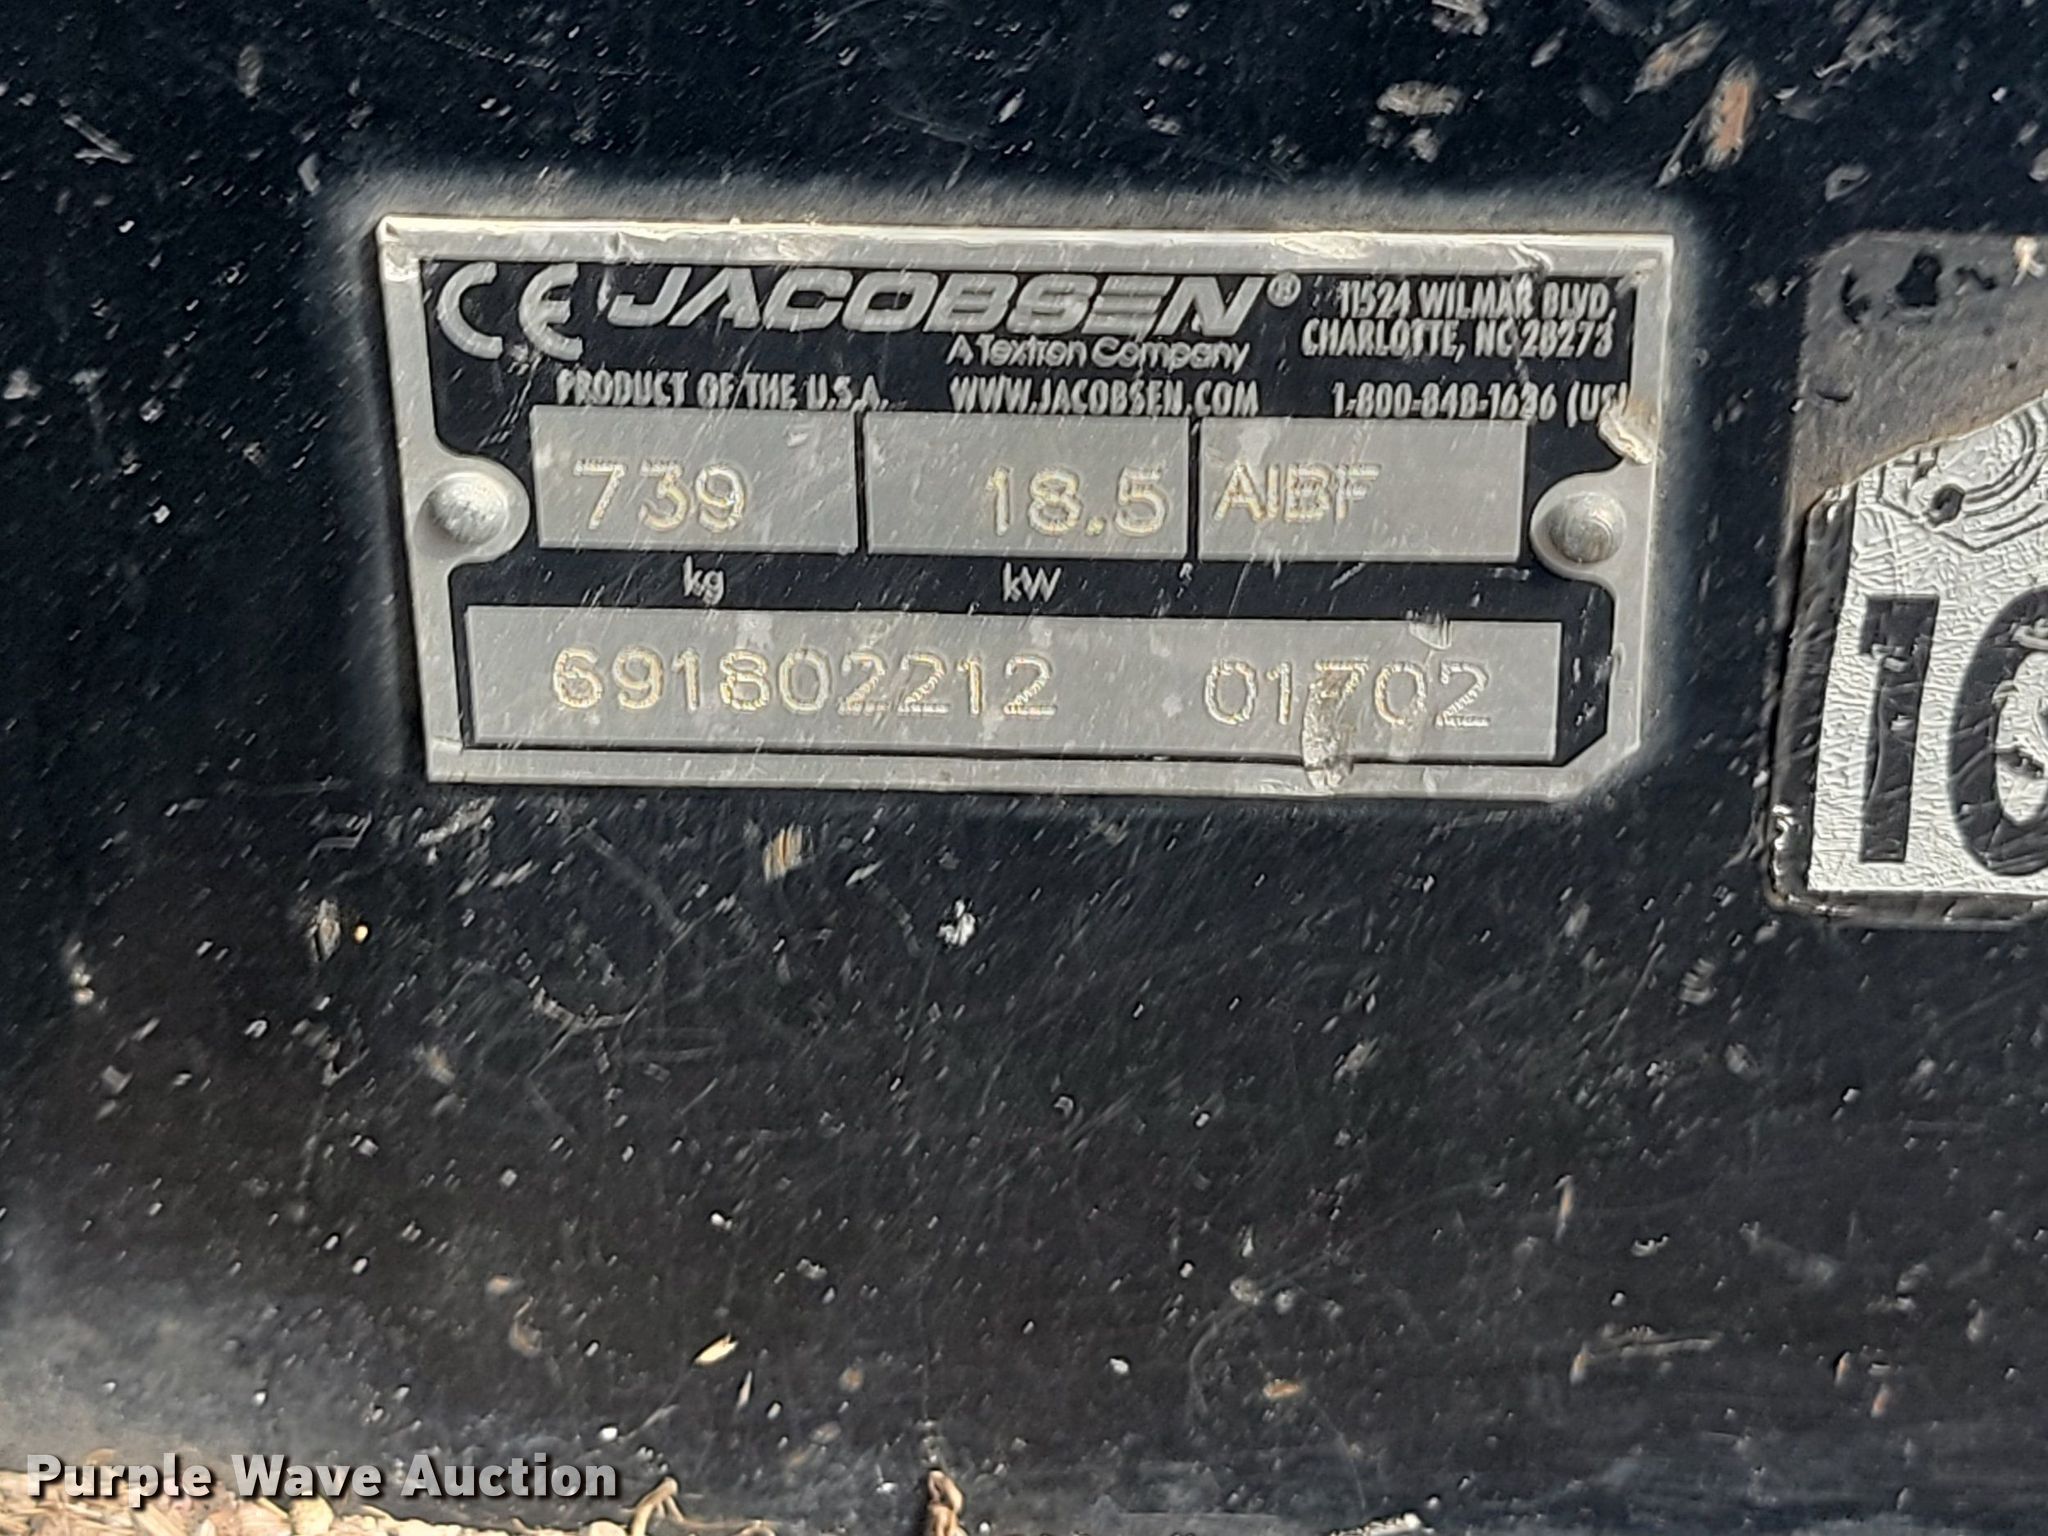 CE JACOBSEN® 11524 WILMAR BLVD,
A Textron Company CHARLOTTE, NC 28273
PRODUCT OF THE U.S.A. WWW.JACOBSEN.COM 1-800-848-1636 (US)
739 18.5 AJBF
kg kW
691802212 01702
Purple Wave Auction